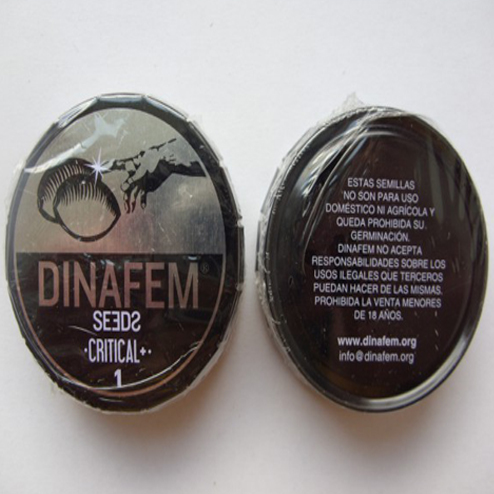 DINAFEM®
SEEDS
·CRITICAL+·
1
ESTAS SEMILLAS
NO SON PARA USO
DOMÉSTICO NI AGRÍCOLA Y
QUEDA PROHIBIDA SU
GERMINACIÓN.
DINAFEM NO ACEPTA
RESPONSABILIDADES SOBRE LOS
USOS ILEGALES QUE TERCEROS
PUEDAN HACER DE LAS MISMAS.
PROHIBIDA LA VENTA MENORES
DE 18 AÑOS.
www.dinafem.org
info@dinafem.org